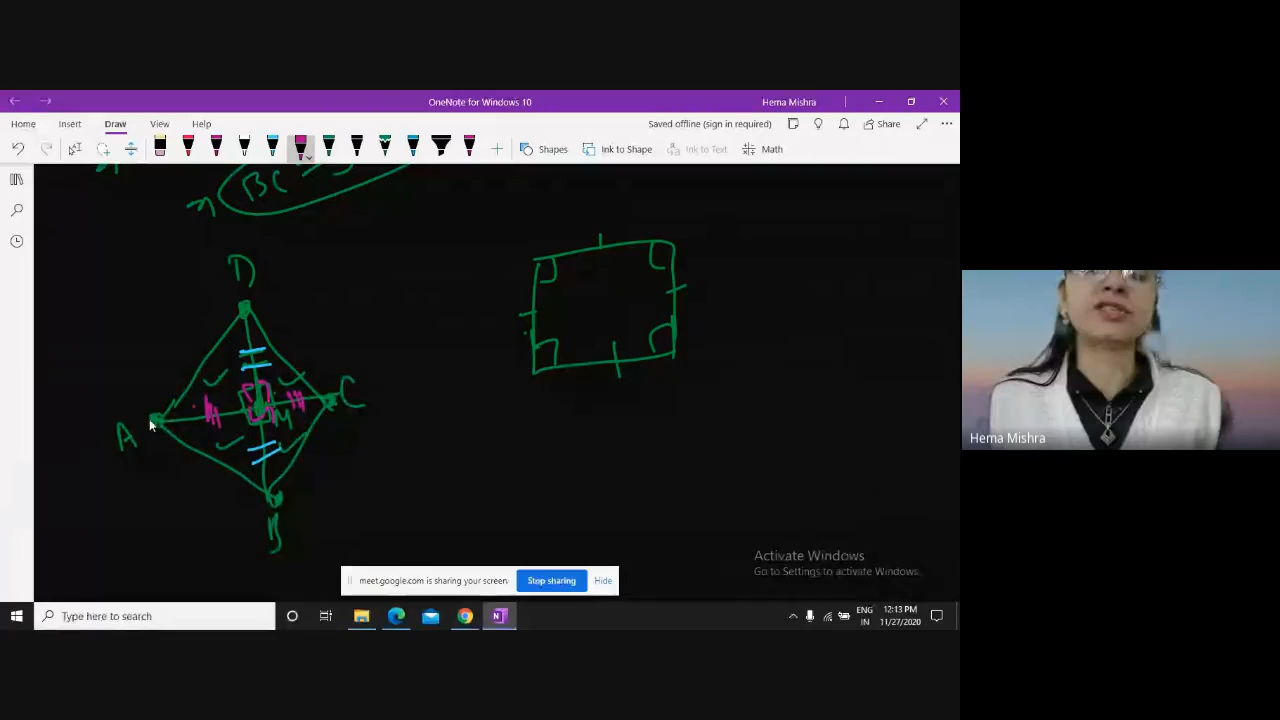 OneNote for Windows 10
Hema Mishra
Home Insert Draw View Help
Saved offline (sign in required)
Share
Shapes
Ink to Shape
Ink to Text
Math
BC
D
A
M
C
B
Hema Mishra
Activate Windows
Go to Settings to activate Windows.
meet.google.com is sharing your screen
Stop sharing
Hide
Type here to search
ENG
IN
12:13 PM
11/27/2020